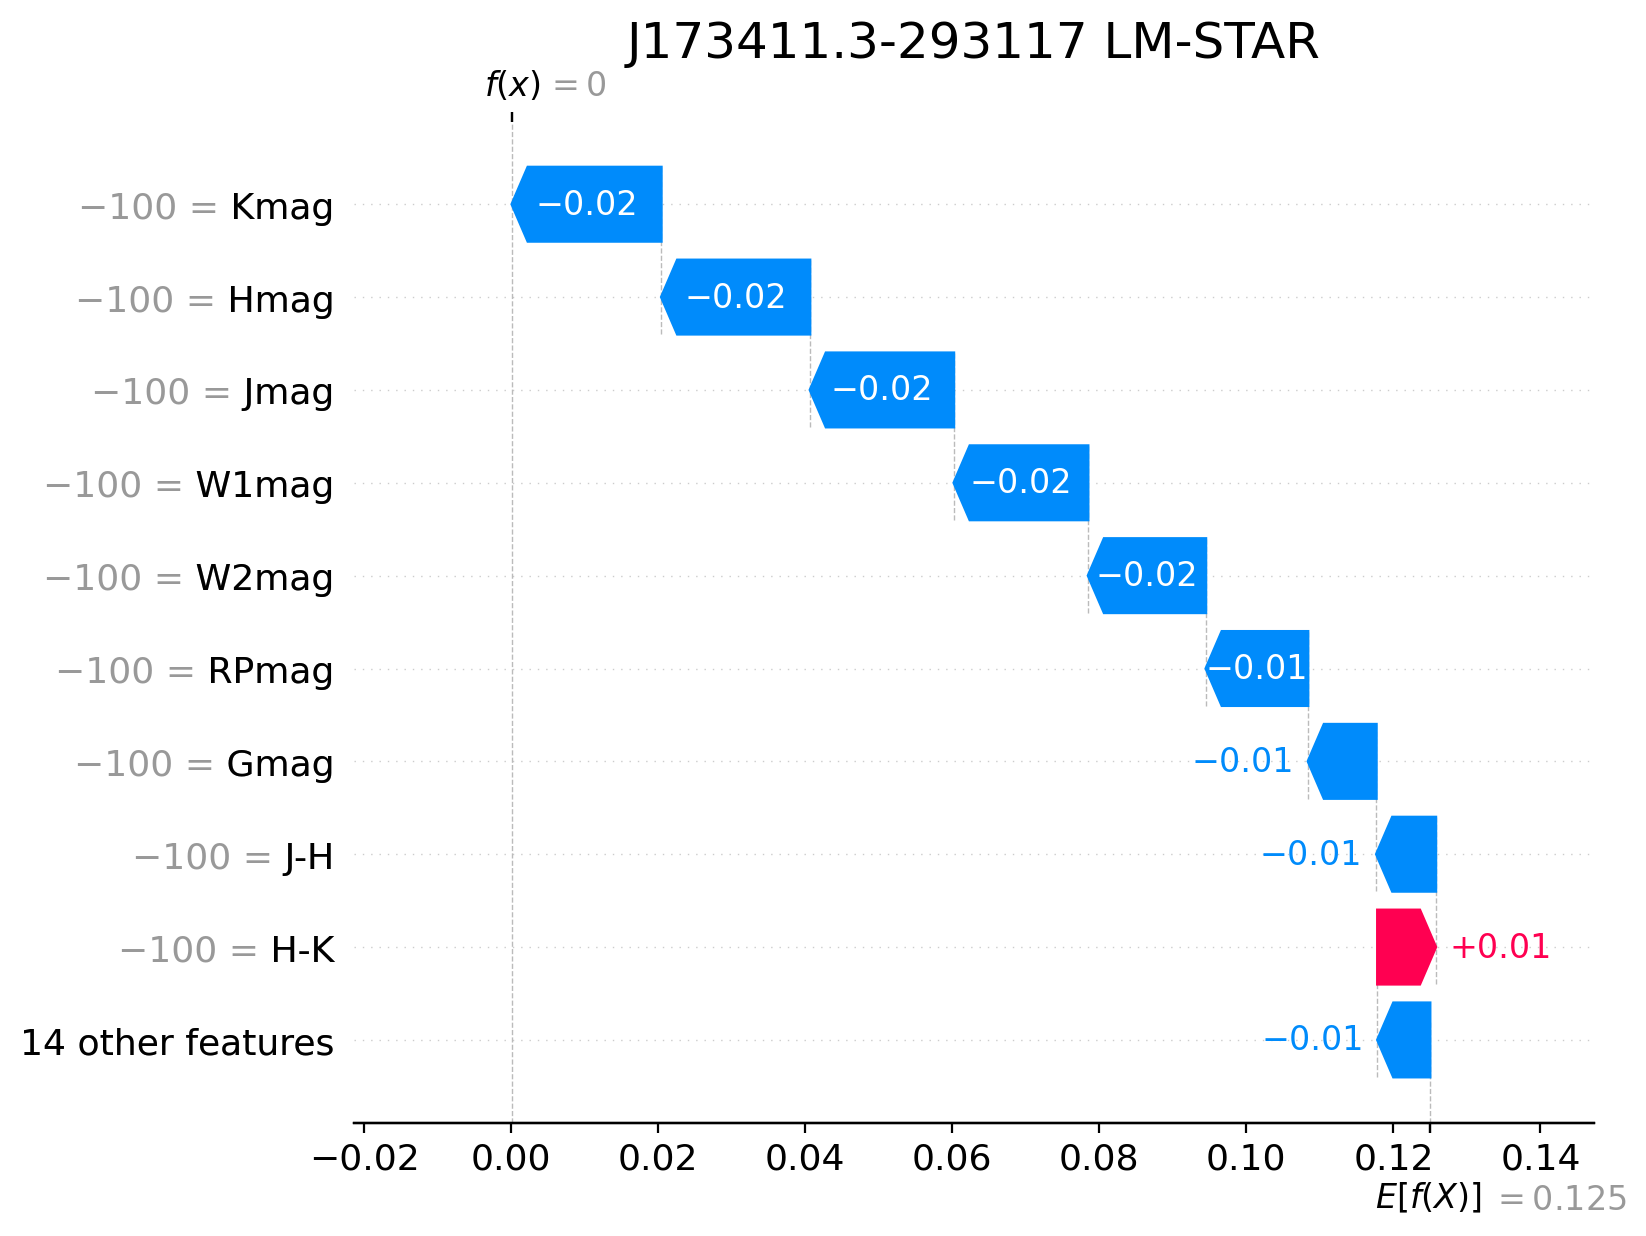 J173411.3-293117 LM-STAR
f(x) = 0
−100 = Kmag −0.02
−100 = Hmag −0.02
−100 = Jmag −0.02
−100 = W1mag −0.02
−100 = W2mag −0.02
−100 = RPmag −0.01
−100 = Gmag −0.01
−100 = J-H −0.01
−100 = H-K +0.01
14 other features −0.01
−0.02 0.00 0.02 0.04 0.06 0.08 0.10 0.12 0.14
E[f(X)] = 0.125